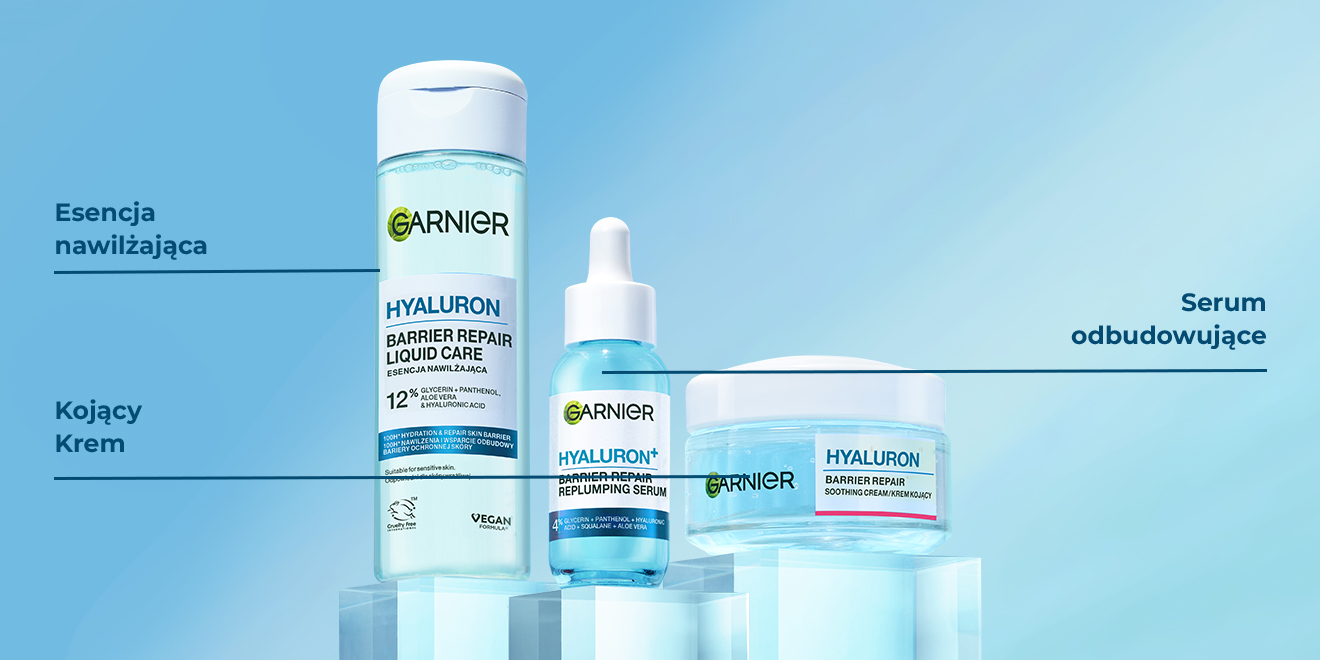 Esencja
nawilżająca
Kojący
Krem
Serum
odbudowujące
GARNIER
HYALURON
BARRIER REPAIR
LIQUID CARE
ESENCJA NAWILŻAJĄCA
12% GLYCERIN + PANTHENOL,
ALOE VERA
& HYALURONIC ACID
100H* HYDRATION & REPAIR SKIN BARRIER
100H* NAWILŻENIA I WSPARCIE ODBUDOWY
BARIERY OCHRONNEJ SKÓRY
Suitable for sensitive skin.
Cruelty Free
INTERNATIONAL
VEGAN
FORMULA
GARNIER
HYALURON+
BARRIER REPAIR
REPLUMPING SERUM
4% GLYCERIN + PANTHENOL + HYALURONIC
ACID + SQUALANE + ALOE VERA
GARNIER
HYALURON
BARRIER REPAIR
SOOTHING CREAM/KREM KOJĄCY